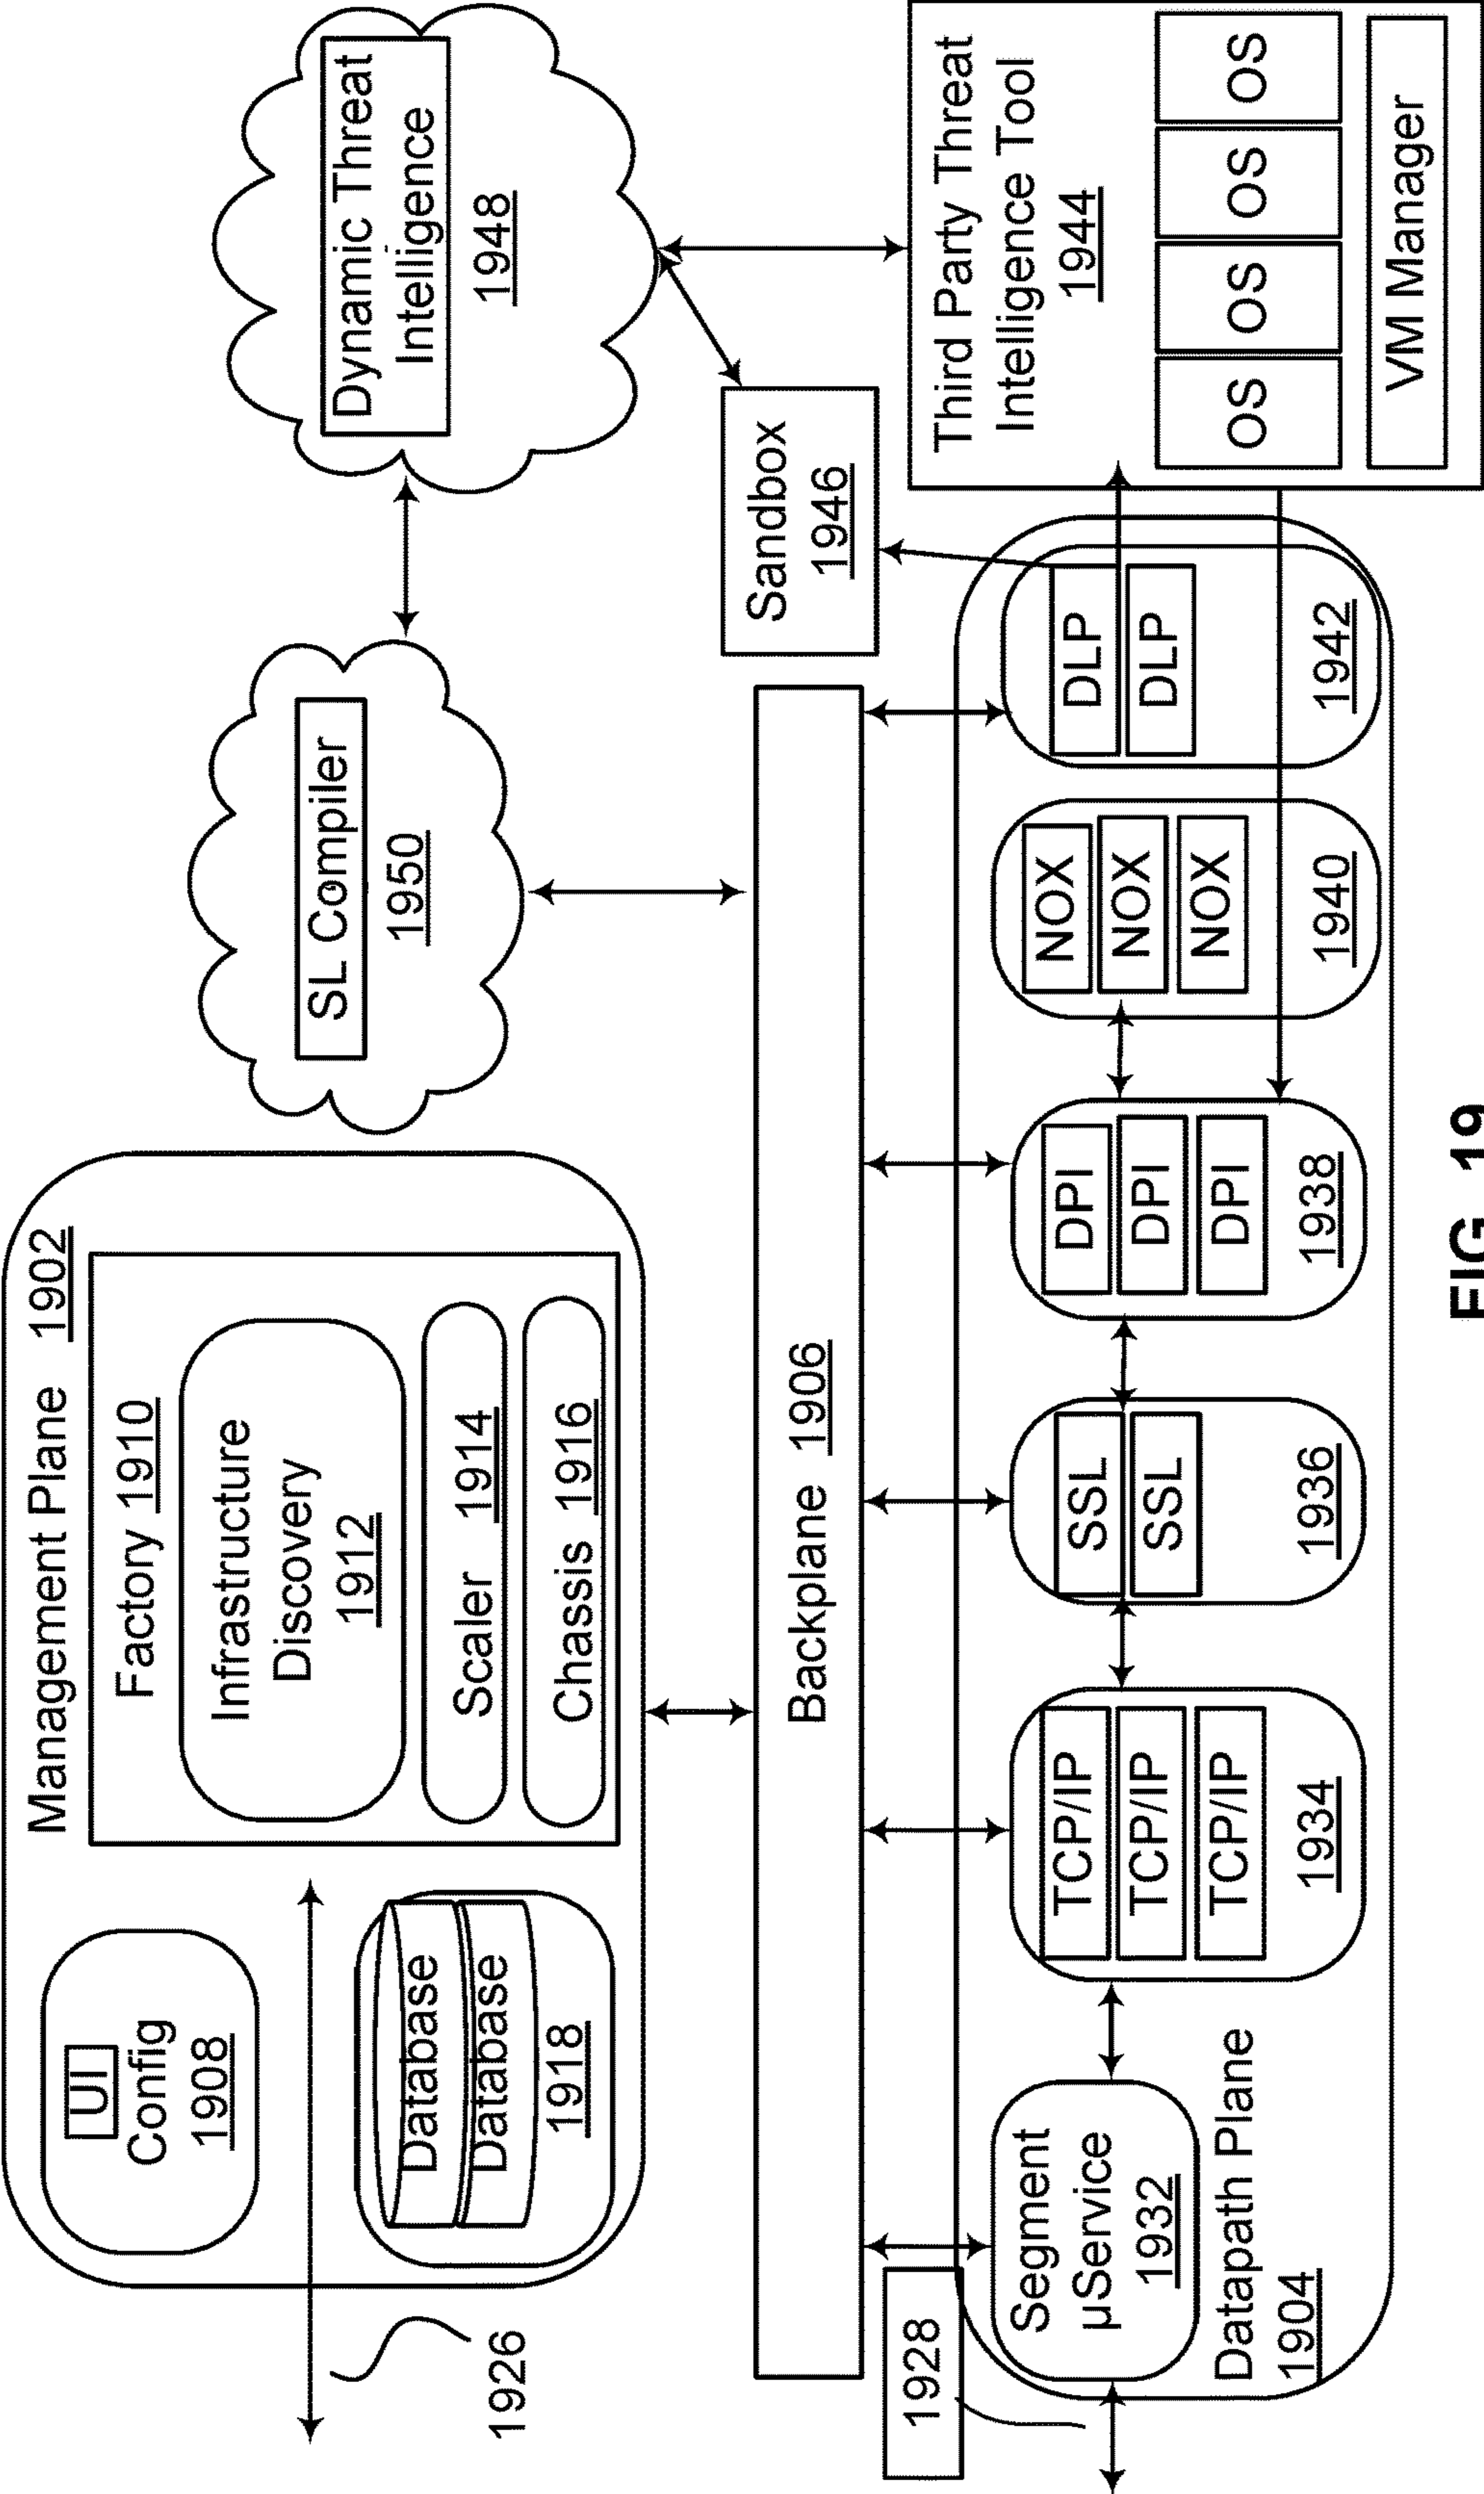 Management Plane 1902
UI
Config
1908
Database
Database
1918
1926
Factory 1910
Infrastructure
Discovery
1912
Scaler 1914
Chassis 1916
SL Compiler
1950
Dynamic Threat
Intelligence
1948
Backplane 1906
Sandbox
1946
1928
Segment
µService
1932
Datapath Plane
1904
TCP/IP
TCP/IP
TCP/IP
1934
SSL
SSL
1936
DPI
DPI
DPI
1938
NOX
NOX
NOX
1940
DLP
DLP
1942
Third Party Threat
Intelligence Tool
1944
OS
OS
OS
OS
VM Manager
FIG 19